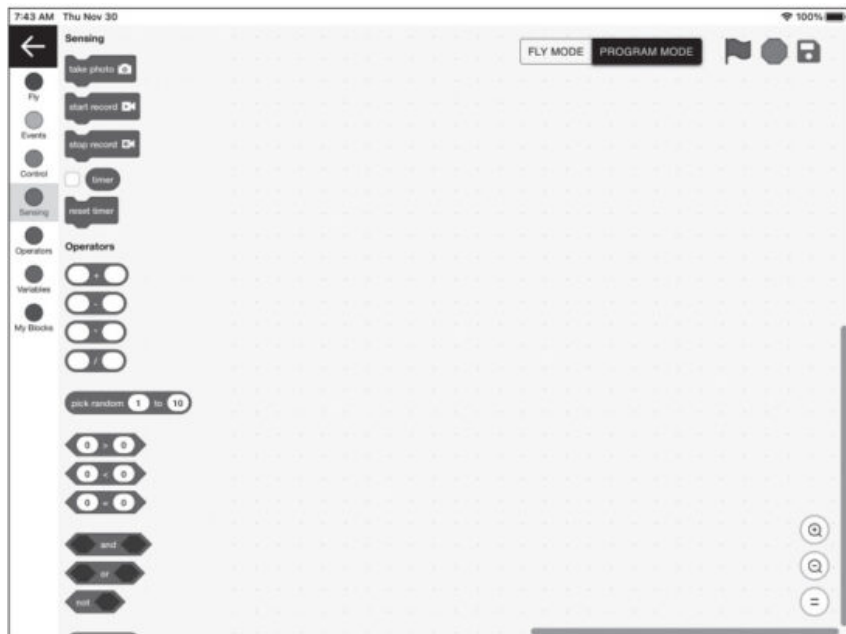 7:43 AM Thu Nov 30
100%
FLY MODE PROGRAM MODE
Fly
Events
Control
Sensing
Operators
Variables
My Blocks
Sensing
take photo
start record
stop record
timer
reset timer
Operators
+
-
*
/
pick random 1 to 10
0 > 0
0 < 0
0 = 0
and
or
not
=